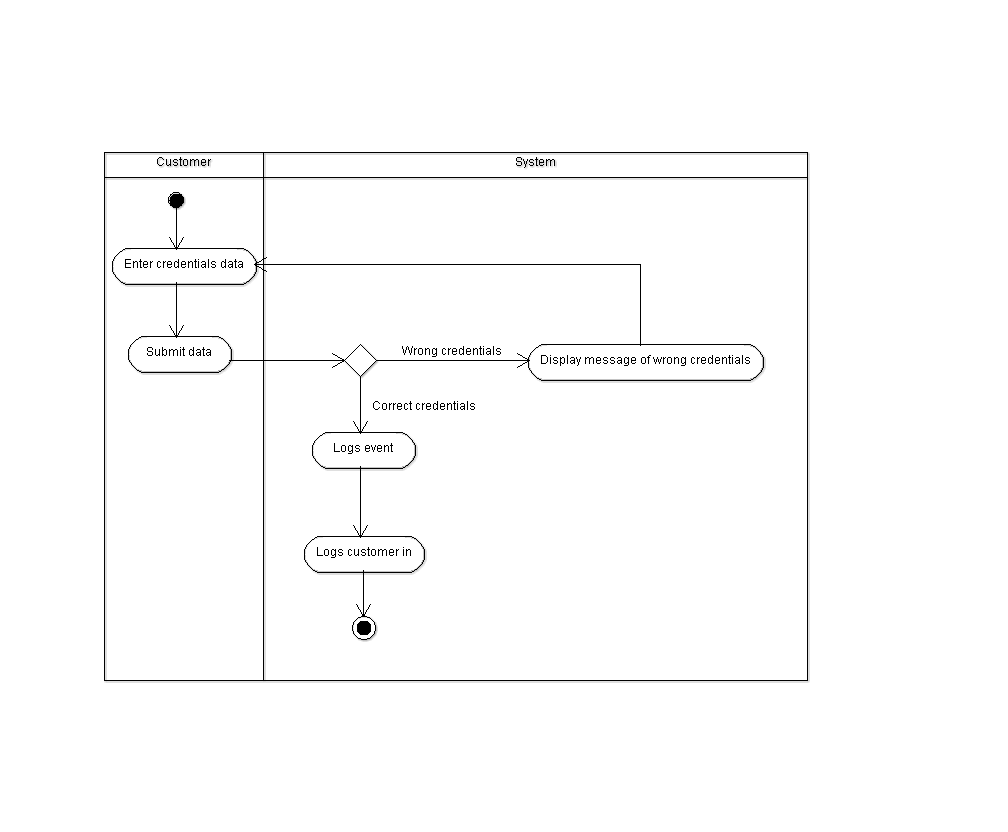 Customer
System
Enter credentials data
Submit data
Wrong credentials
Display message of wrong credentials
Correct credentials
Logs event
Logs customer in